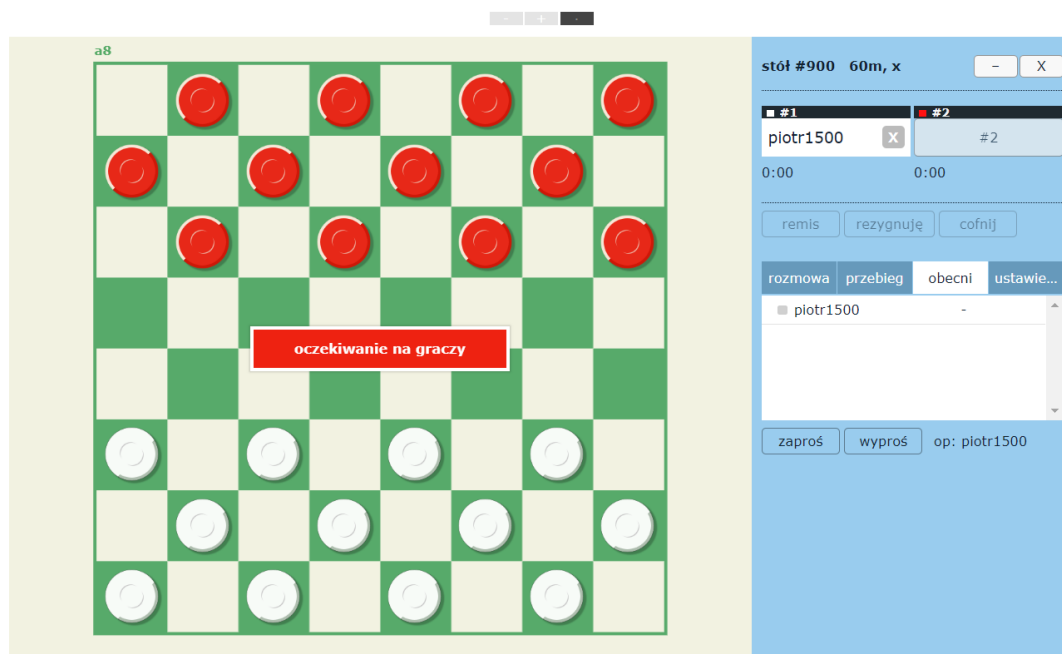 - + ·
a8
stół #900 60m, x - X
#1 #2
piotr1500 X #2
0:00 0:00
remis rezygnuję cofnij
rozmowa przebieg obecni ustawie...
piotr1500 -
oczekiwanie na graczy
zaproś wyproś op: piotr1500